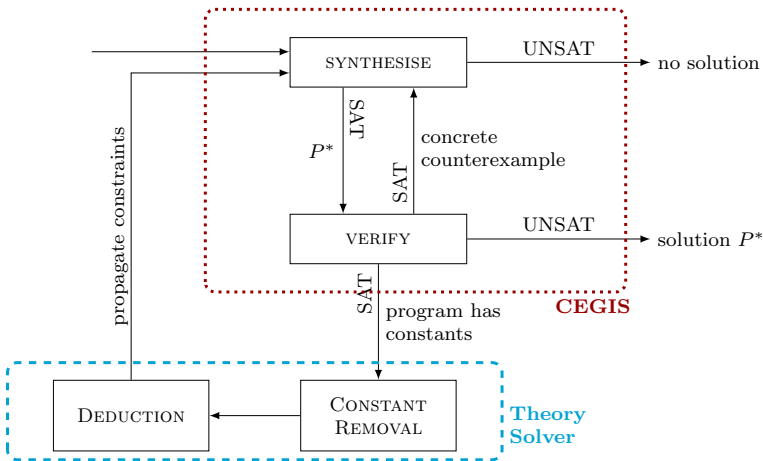 SYNTHESISE
UNSAT
no solution
SAT
P*
SAT
concrete
counterexample
propagate constraints
VERIFY
UNSAT
solution P*
SAT
program has
constants
CEGIS
DEDUCTION
CONSTANT
REMOVAL
Theory
Solver